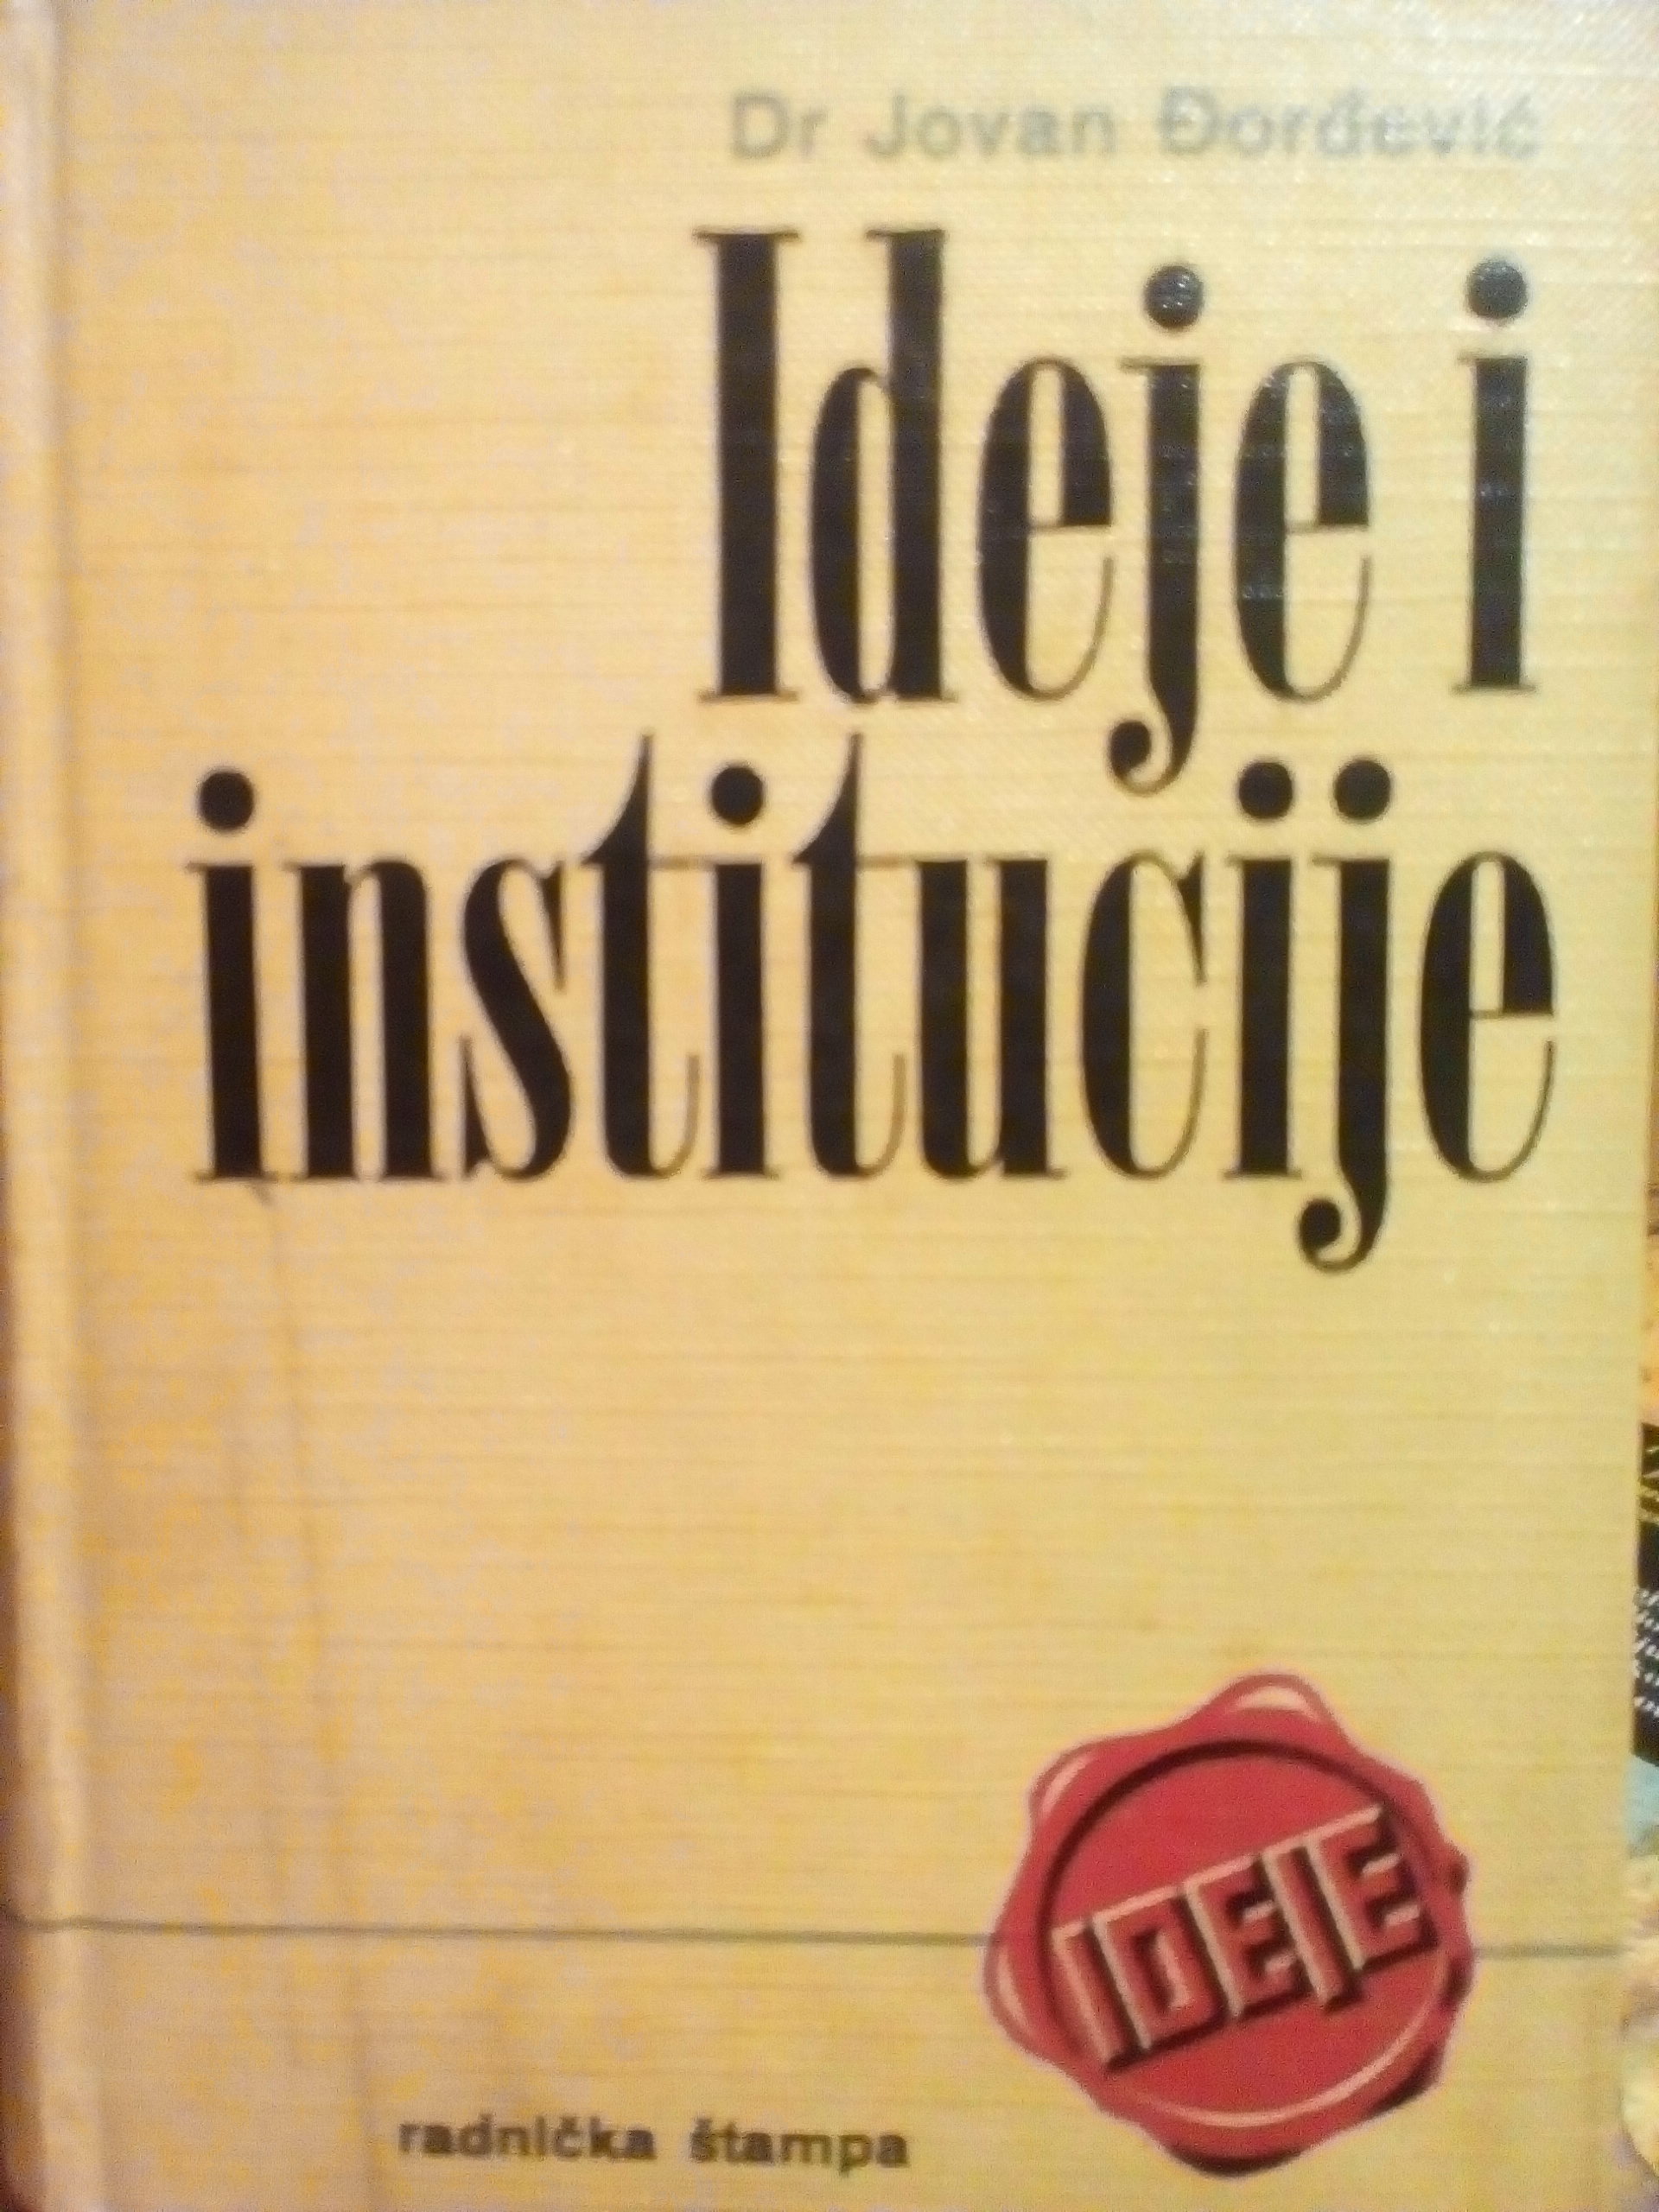 Dr Jovan Đorđević
Ideje i
institucije
IDEJE
radnička štampa